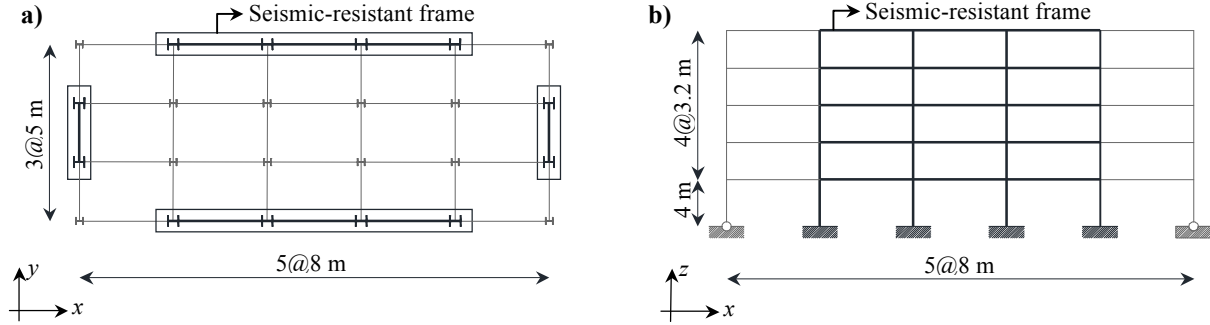 a)
Seismic-resistant frame
3@5 m
5@8 m
y
x
b)
Seismic-resistant frame
4@3.2 m
4 m
5@8 m
z
x